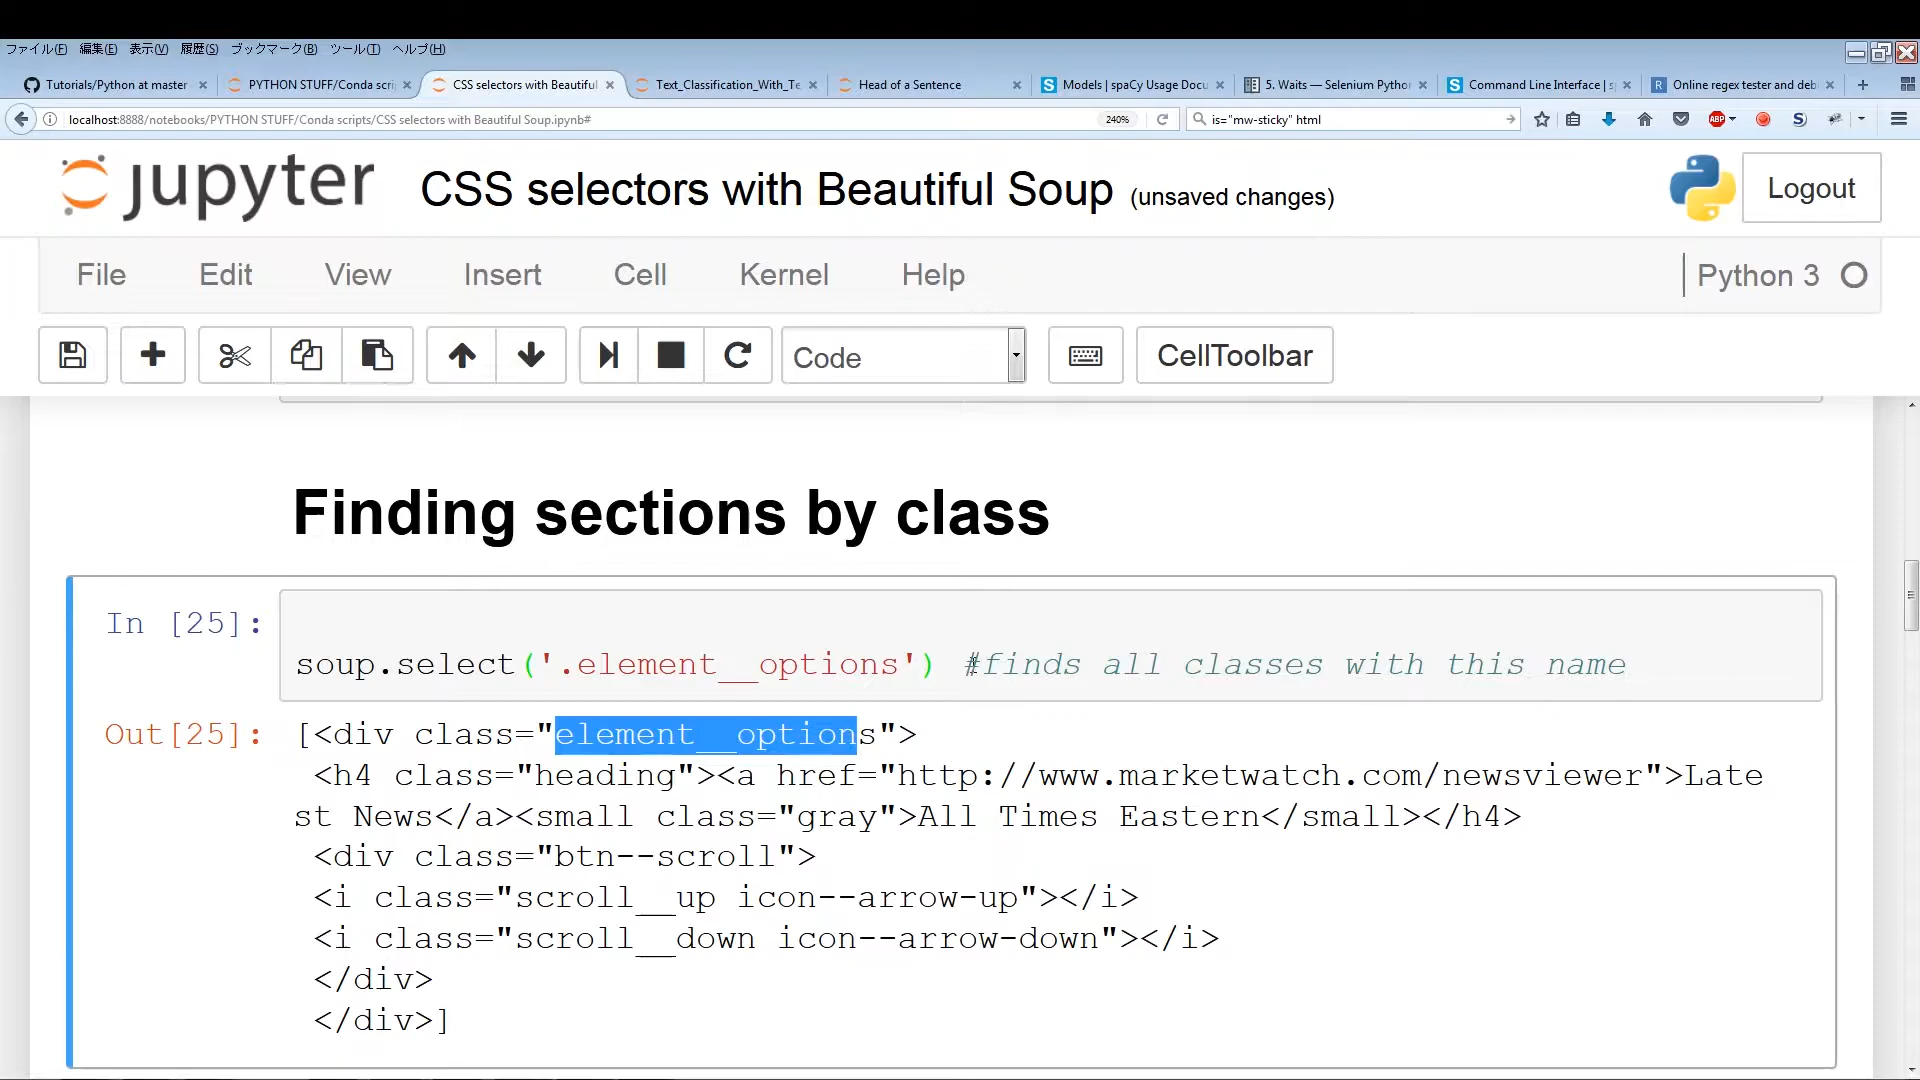 ファイル(F) 編集(E) 表示(V) 履歴(S) ブックマーク(B) ツール(T) ヘルプ(H)
Tutorials/Python at master × PYTHON STUFF/Conda scri × CSS selectors with Beautiful × Text_Classification_With_Te × Head of a Sentence × Models | spaCy Usage Docu × 5. Waits — Selenium Python × Command Line Interface | s × Online regex tester and deb × +
localhost:8888/notebooks/PYTHON STUFF/Conda scripts/CSS selectors with Beautiful Soup.ipynb# 240% is="mw-sticky" html ABP
jupyter CSS selectors with Beautiful Soup (unsaved changes) Logout
File Edit View Insert Cell Kernel Help Python 3
Code CellToolbar
Finding sections by class
In [25]:
soup.select('.element__options') #finds all classes with this name
Out[25]: [<div class="element__options">
<h4 class="heading"><a href="http://www.marketwatch.com/newsviewer">Late
st News</a><small class="gray">All Times Eastern</small></h4>
<div class="btn--scroll">
<i class="scroll__up icon--arrow-up"></i>
<i class="scroll__down icon--arrow-down"></i>
</div>
</div>]